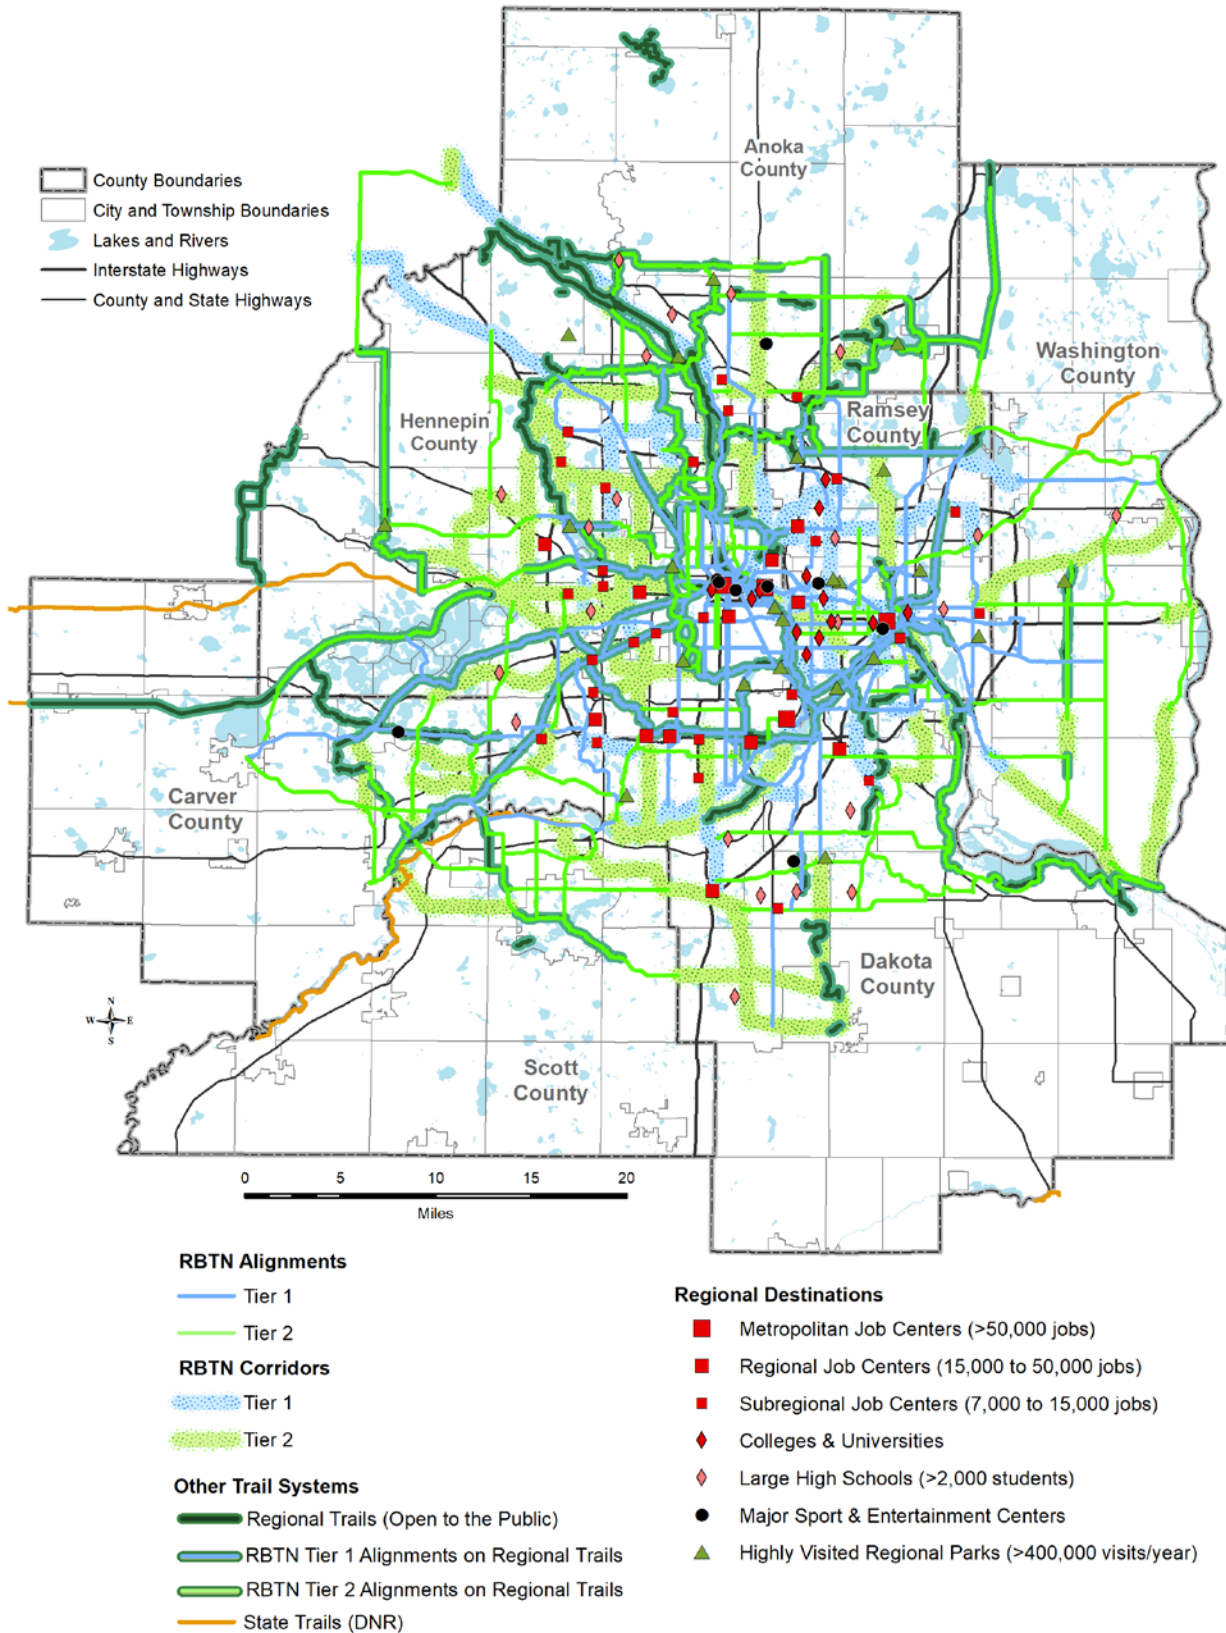 Anoka
County
County Boundaries
City and Township Boundaries
Lakes and Rivers
Interstate Highways
County and State Highways
Washington
County
Hennepin
County
Ramsey
County
Carver
County
Dakota
County
N
W E
S
Scott
County
0 5 10 15 20
Miles
RBTN Alignments
Tier 1
Tier 2
RBTN Corridors
Tier 1
Tier 2
Other Trail Systems
Regional Trails (Open to the Public)
RBTN Tier 1 Alignments on Regional Trails
RBTN Tier 2 Alignments on Regional Trails
State Trails (DNR)
Regional Destinations
Metropolitan Job Centers (>50,000 jobs)
Regional Job Centers (15,000 to 50,000 jobs)
Subregional Job Centers (7,000 to 15,000 jobs)
Colleges & Universities
Large High Schools (>2,000 students)
Major Sport & Entertainment Centers
Highly Visited Regional Parks (>400,000 visits/year)